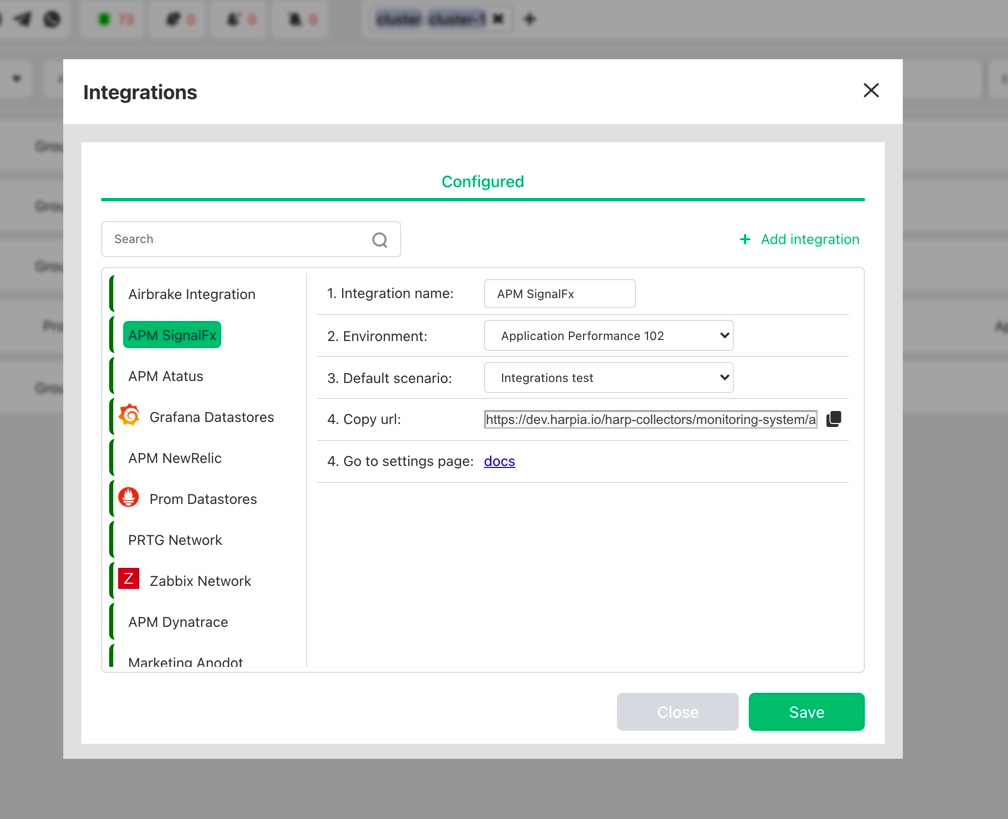 73
0
0
0
cluster-cluster-1
Integrations
Configured
Search
+ Add integration
Airbrake Integration
APM SignalFx
APM Atatus
Grafana Datastores
APM NewRelic
Prom Datastores
PRTG Network
Z Zabbix Network
APM Dynatrace
Marketing Anodot
1. Integration name: APM SignalFx
2. Environment: Application Performance 102
3. Default scenario: Integrations test
4. Copy url: https://dev.harpia.io/harp-collectors/monitoring-system/a
4. Go to settings page: docs
Close
Save